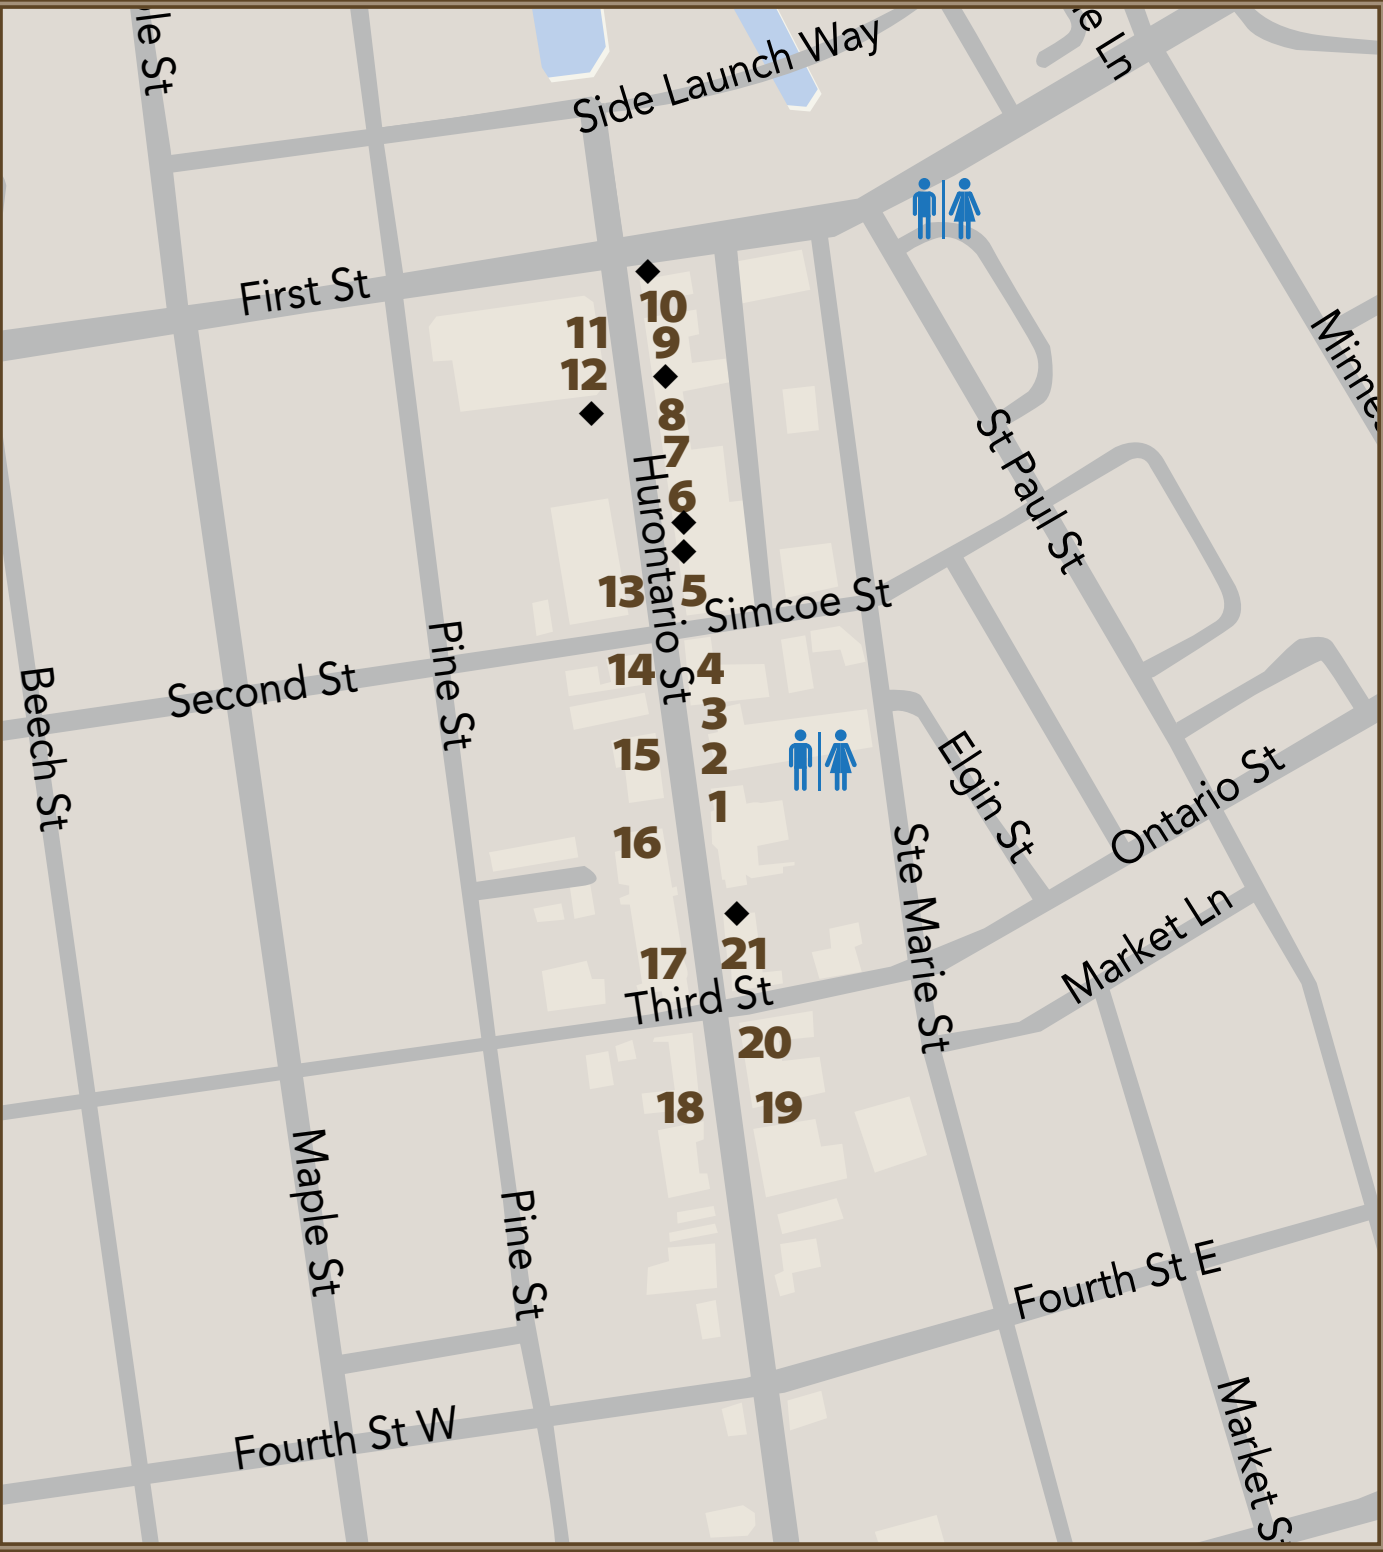 Side Launch Way
First St
10
11
9
12
8
St Paul St
7
6
Hurontario St
13
5
Simcoe St
Pine St
14
4
Second St
Beech St
3
Elgin St
15
2
Ontario St
1
16
Ste Marie St
Market Ln
17
21
Third St
20
18
19
Maple St
Pine St
Fourth St E
Fourth St W
Market S